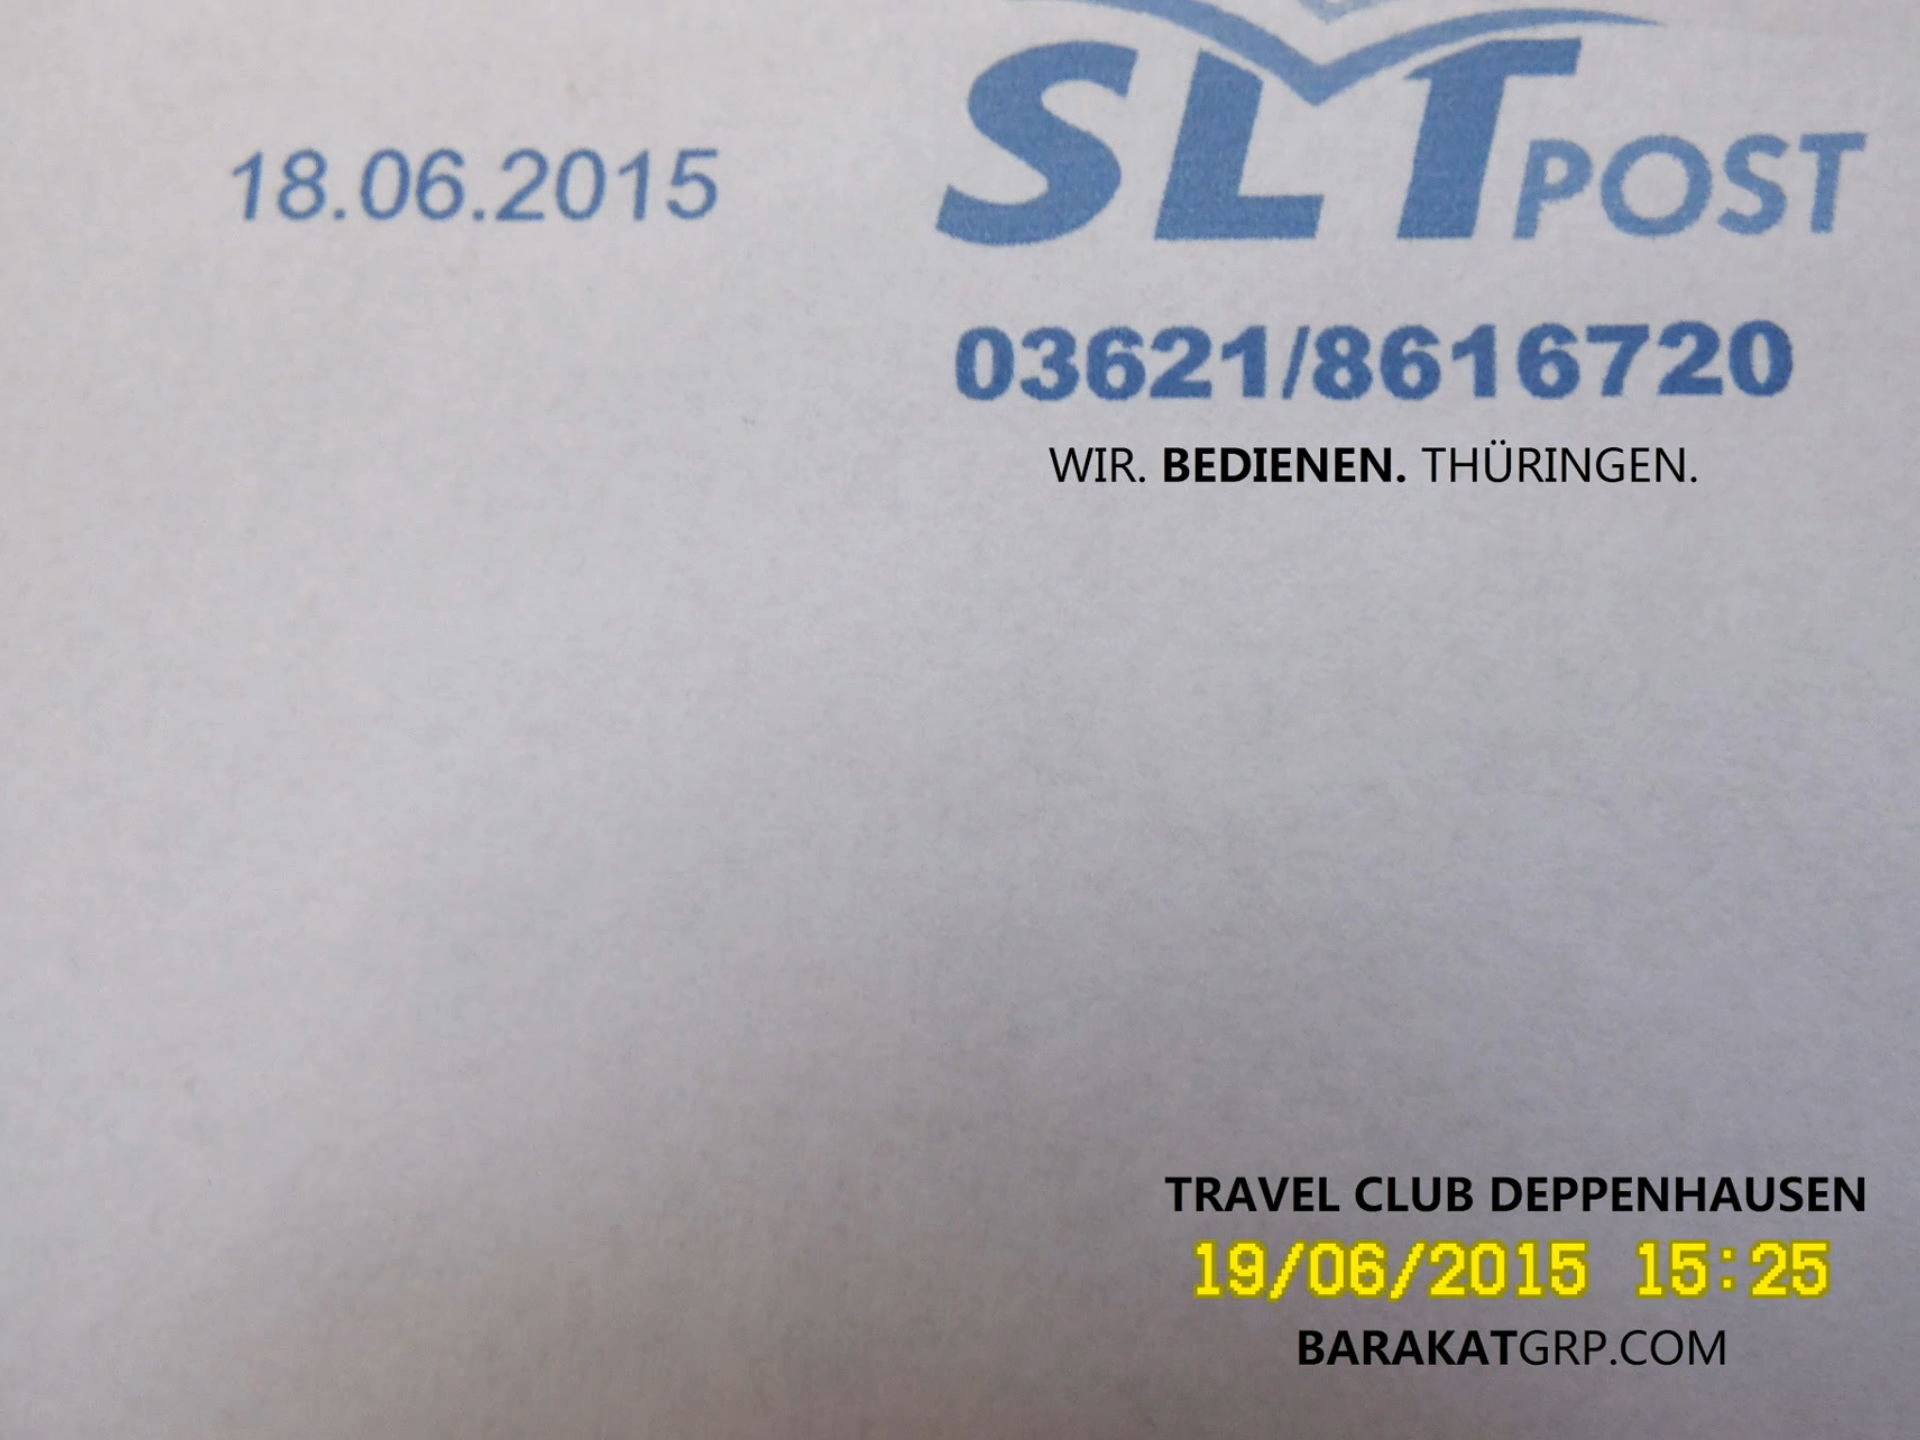 SLT POST
18.06.2015
03621/8616720
WIR. BEDIENEN. THÜRINGEN.
TRAVEL CLUB DEPPENHAUSEN
19/06/2015 15:25
BARAKATGRP.COM